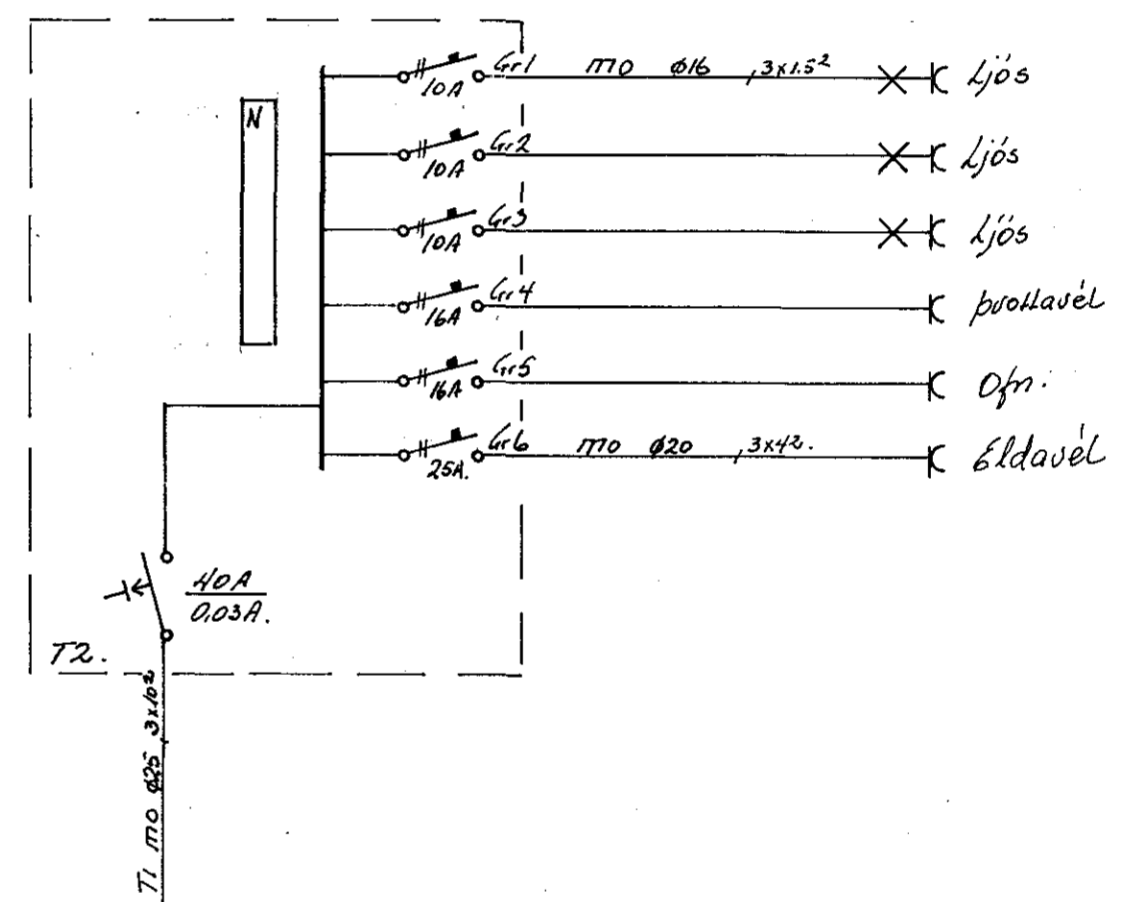 Gr1 mo ø16 ,3x1.5² Ljós
10A
N
Gr2 Ljós
10A
Gr3 Ljós
10A
Gr4 þvottavél
16A
Gr5 Ofn.
16A
Gr6 mo ø20 ,3x4². Eldavél
25A.
40A
0,03A.
T2.
T1 mo ø25 3x10²